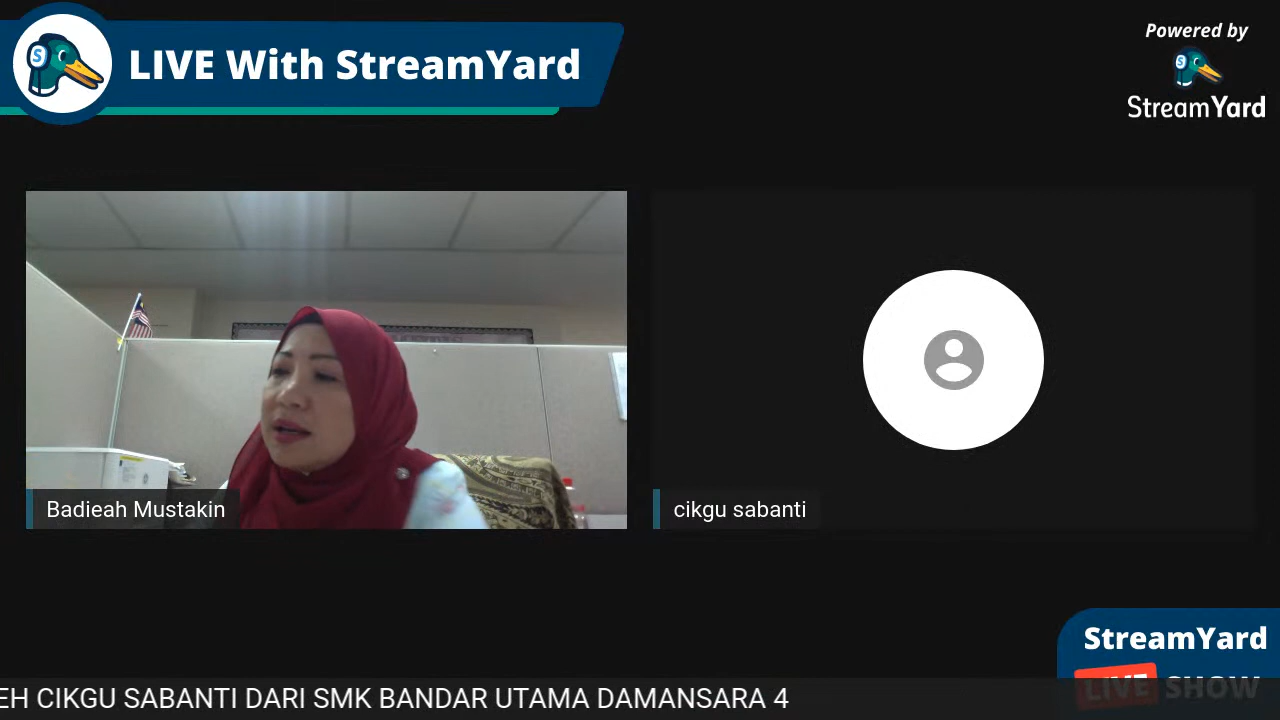 LIVE With StreamYard
Powered by
StreamYard
Badieah Mustakin
cikgu sabanti
StreamYard
LIVE SHOW
EH CIKGU SABANTI DARI SMK BANDAR UTAMA DAMANSARA 4